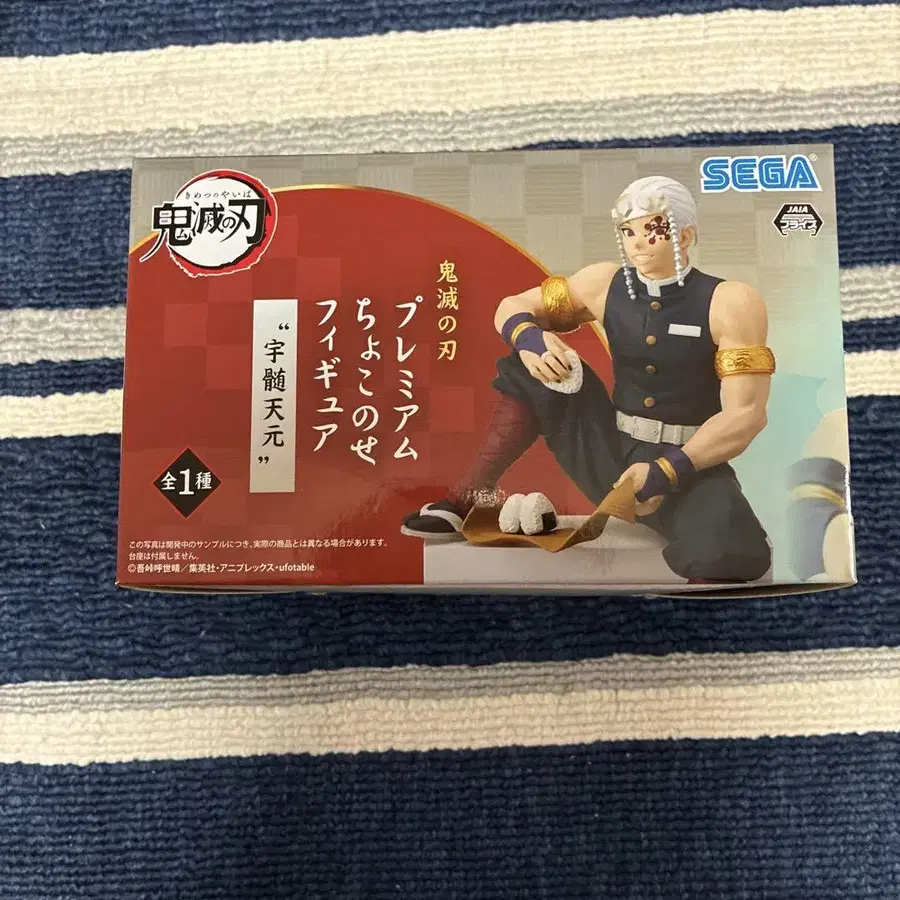 きめつのやいば
鬼滅の刃
SEGA®
JAIA
プライズ
鬼滅の刃
プレミアム
ちょこのせ
フィギュア
“宇髄天元”
全1種
この写真は開発中のサンプルにつき、実際の商品とは異なる場合があります。
台座は付属しません。
©吾峠呼世晴／集英社・アニプレックス・ufotable